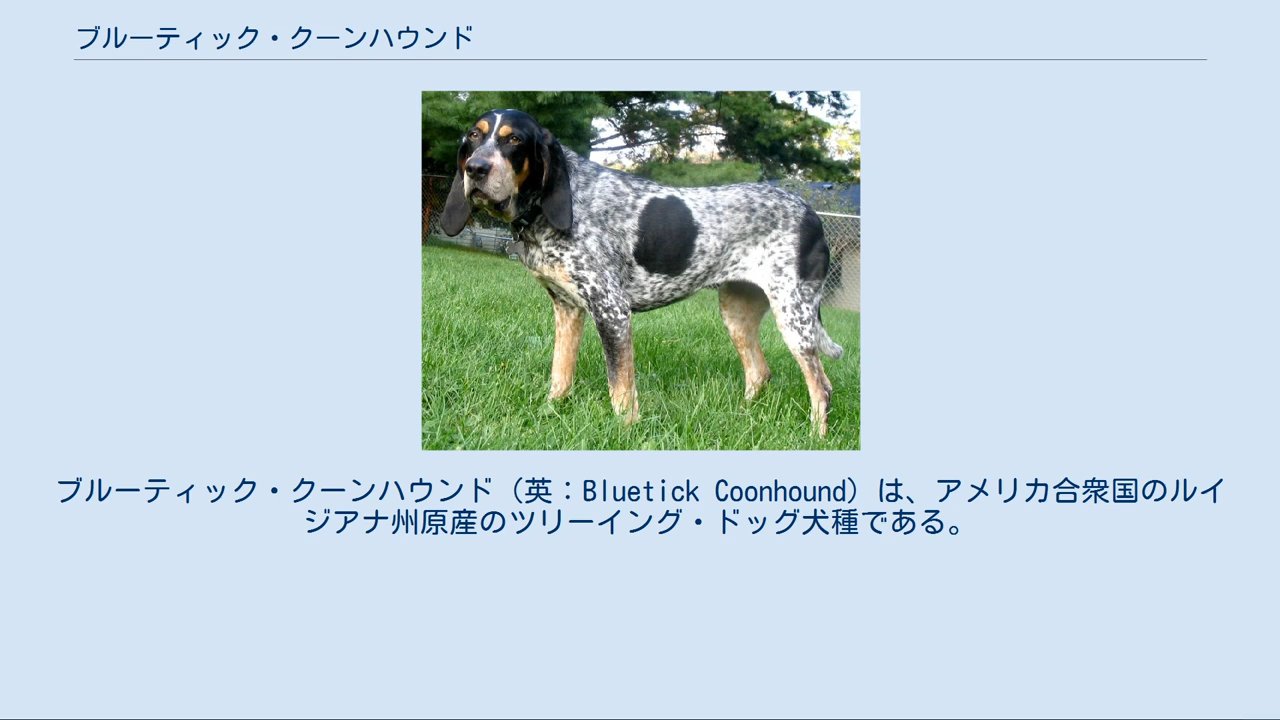 ブルーティック・クーンハウンド
ブルーティック・クーンハウンド（英：Bluetick Coonhound）は、アメリカ合衆国のルイ
ジアナ州原産のツリーイング・ドッグ犬種である。